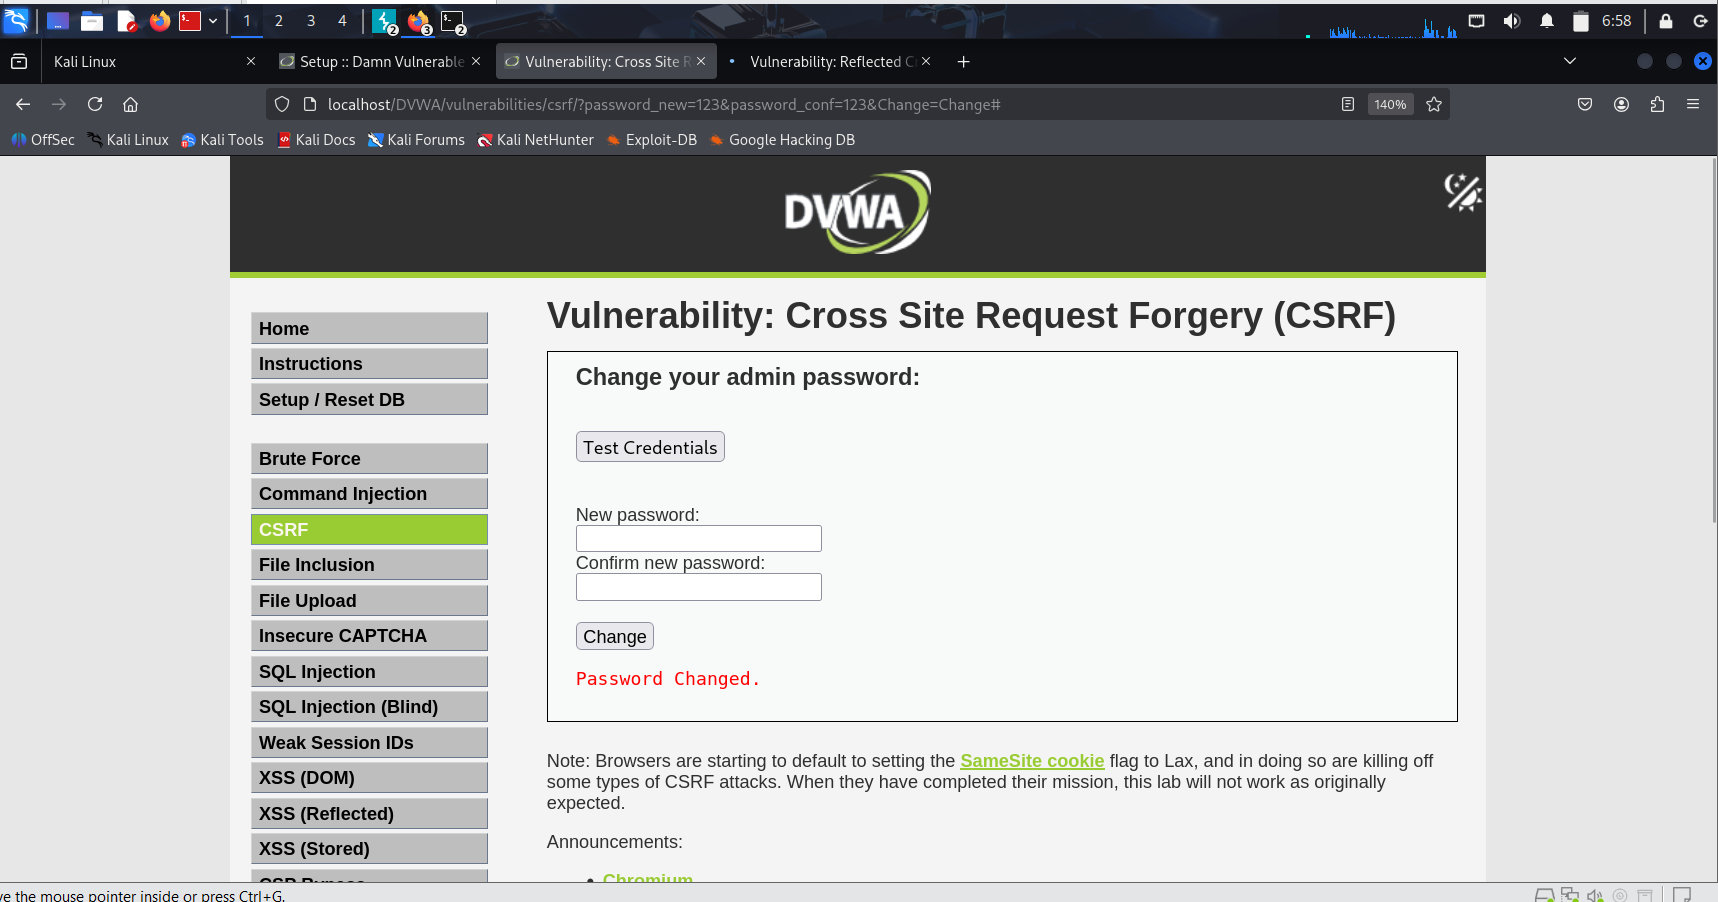 1 2 3 4 2 3 2 6:58
Kali Linux Setup :: Damn Vulnerable Vulnerability: Cross Site R Vulnerability: Reflected C
localhost/DVWA/vulnerabilities/csrf/?password_new=123&password_conf=123&Change=Change# 140%
OffSec Kali Linux Kali Tools Kali Docs Kali Forums Kali NetHunter Exploit-DB Google Hacking DB
DVWA
Home
Instructions
Setup / Reset DB
Brute Force
Command Injection
CSRF
File Inclusion
File Upload
Insecure CAPTCHA
SQL Injection
SQL Injection (Blind)
Weak Session IDs
XSS (DOM)
XSS (Reflected)
XSS (Stored)
CSP Bypass
Vulnerability: Cross Site Request Forgery (CSRF)
Change your admin password:
Test Credentials
New password:
Confirm new password:
Change
Password Changed.
Note: Browsers are starting to default to setting the SameSite cookie flag to Lax, and in doing so are killing off
some types of CSRF attacks. When they have completed their mission, this lab will not work as originally
expected.
Announcements:
• Chromium
ve the mouse pointer inside or press Ctrl+G.